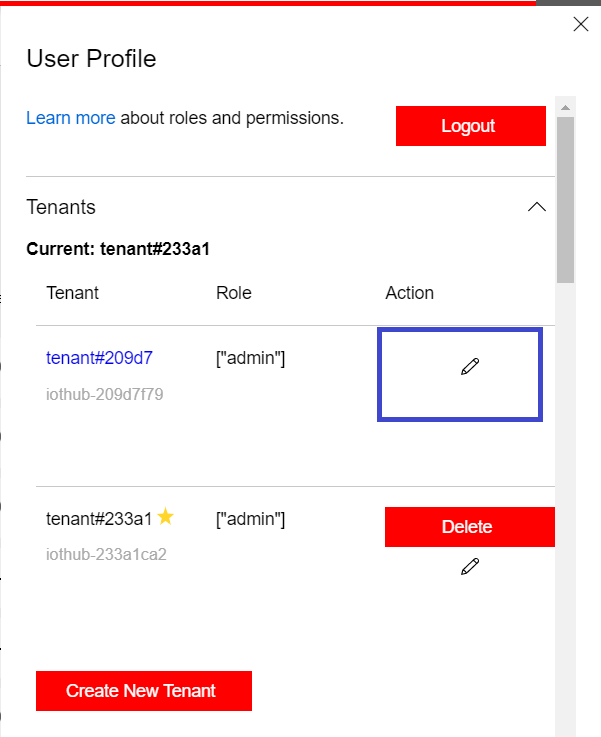 User Profile
Learn more about roles and permissions.
Logout
Tenants
Current: tenant#233a1
Tenant Role Action
tenant#209d7 ["admin"]
iothub-209d7f79
tenant#233a1 ["admin"] Delete
iothub-233a1ca2
Create New Tenant